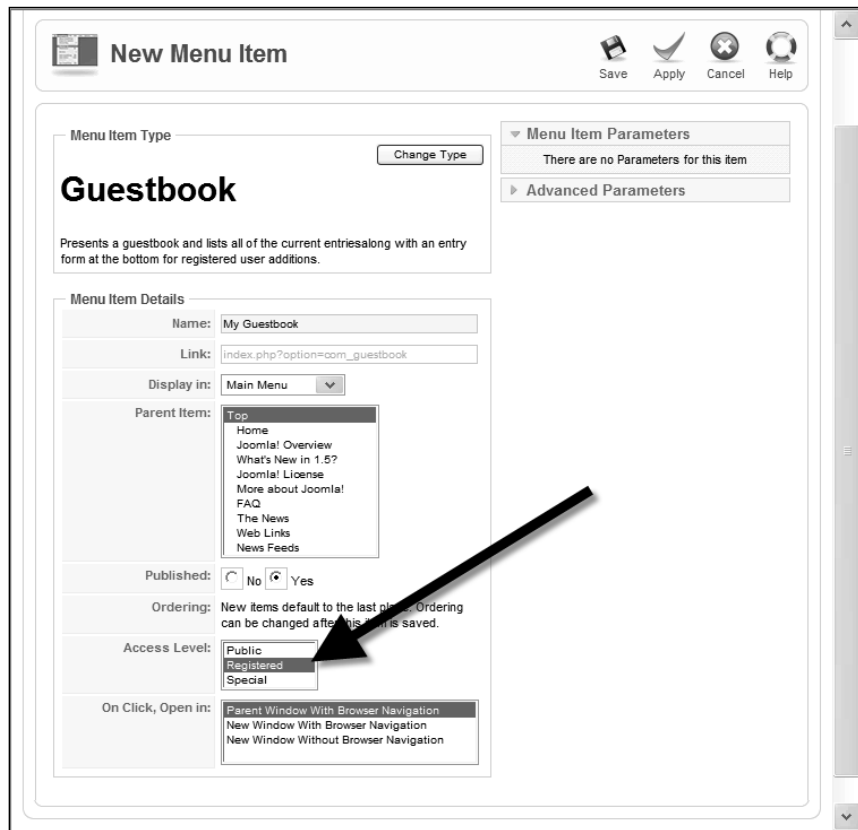 New Menu Item
Save Apply Cancel Help
Menu Item Type
Change Type
Guestbook
Presents a guestbook and lists all of the current entriesalong with an entry
form at the bottom for registered user additions.
Menu Item Parameters
There are no Parameters for this item
Advanced Parameters
Menu Item Details
Name: My Guestbook
Link: index.php?option=com_guestbook
Display in: Main Menu
Parent Item: Top
Home
Joomla! Overview
What's New in 1.5?
Joomla! License
More about Joomla!
FAQ
The News
Web Links
News Feeds
Published: No Yes
Ordering: New items default to the last place. Ordering
can be changed after this item is saved.
Access Level: Public
Registered
Special
On Click, Open in: Parent Window With Browser Navigation
New Window With Browser Navigation
New Window Without Browser Navigation